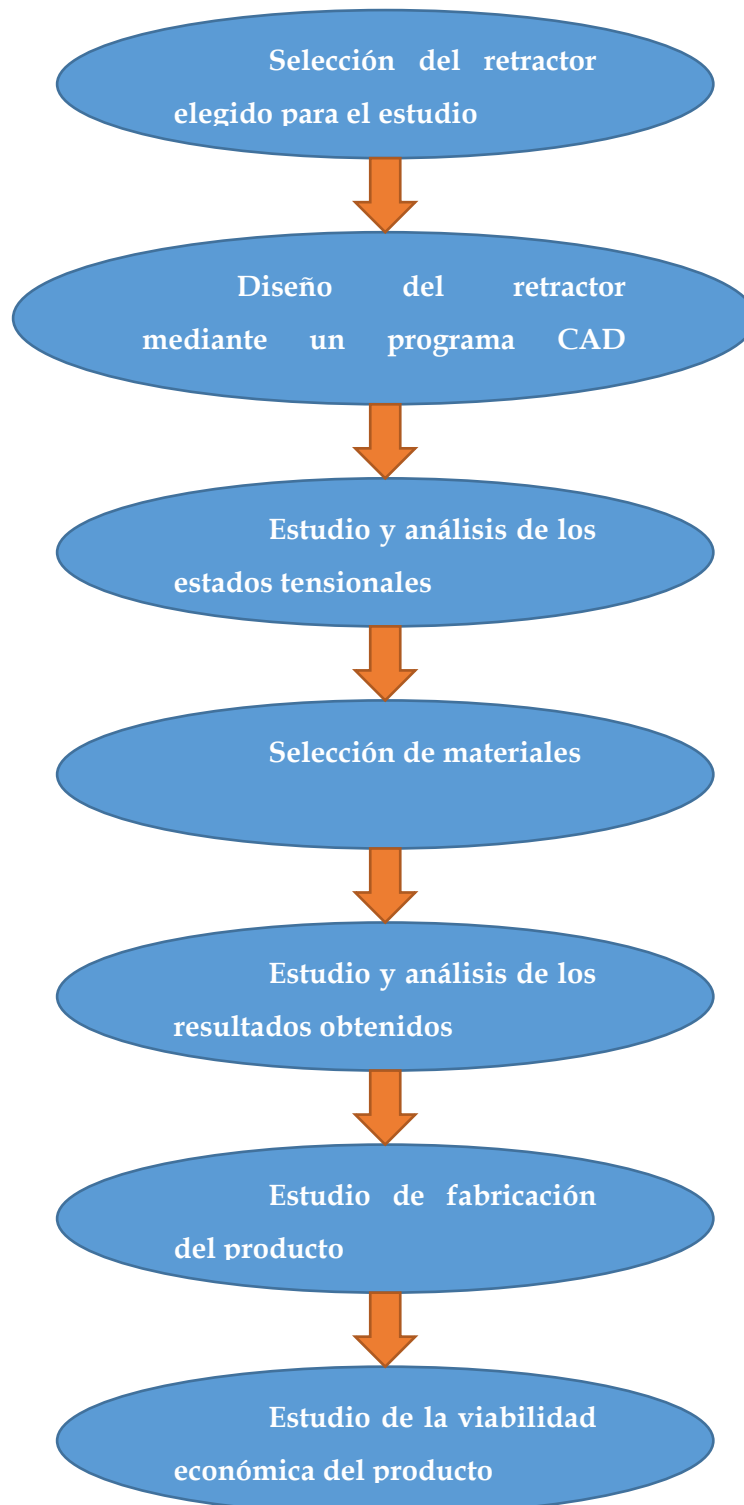 Selección del retractor
elegido para el estudio
Diseño del retractor
mediante un programa CAD
Estudio y análisis de los
estados tensionales
Selección de materiales
Estudio y análisis de los
resultados obtenidos
Estudio de fabricación
del producto
Estudio de la viabilidad
económica del producto